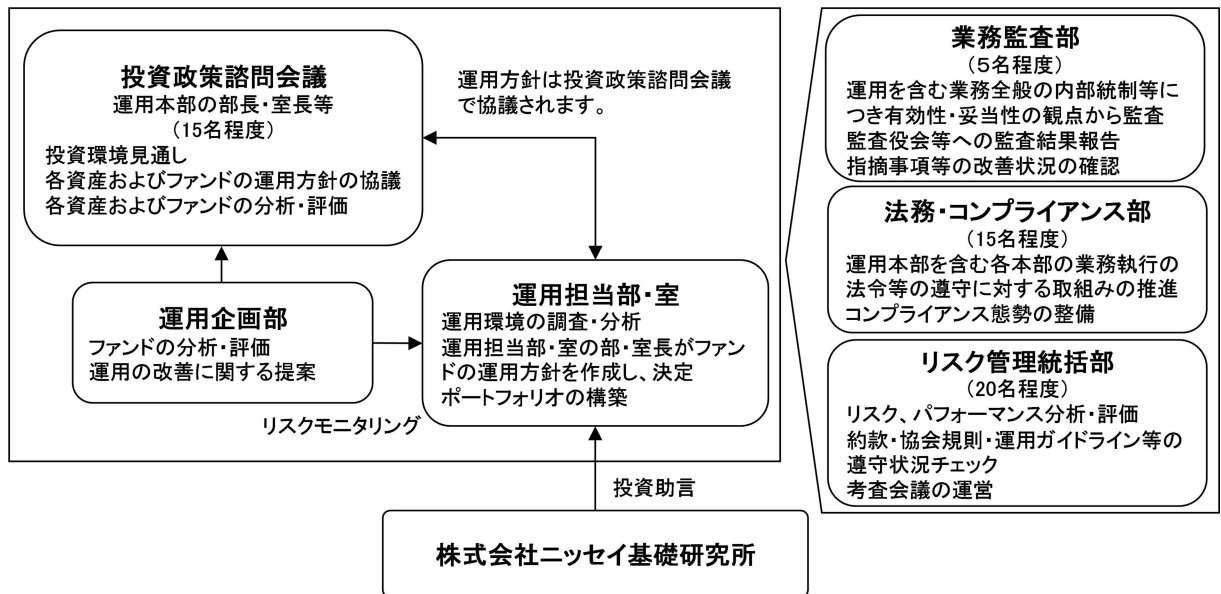 投資政策諮問会議
運用本部の部長・室長等
(15名程度)
投資環境見通し
各資産およびファンドの運用方針の協議
各資産およびファンドの分析・評価
運用方針は投資政策諮問会議
で協議されます。
運用企画部
ファンドの分析・評価
運用の改善に関する提案
リスクモニタリング
運用担当部・室
運用環境の調査・分析
運用担当部・室の部・室長がファン
ドの運用方針を作成し、決定
ポートフォリオの構築
投資助言
株式会社ニッセイ基礎研究所
業務監査部
(5名程度)
運用を含む業務全般の内部統制等に
つき有効性・妥当性の観点から監査
監査役会等への監査結果報告
指摘事項等の改善状況の確認
法務・コンプライアンス部
(15名程度)
運用本部を含む各本部の業務執行の
法令等の遵守に対する取組みの推進
コンプライアンス態勢の整備
リスク管理統括部
(20名程度)
リスク、パフォーマンス分析・評価
約款・協会規則・運用ガイドライン等の
遵守状況チェック
考査会議の運営